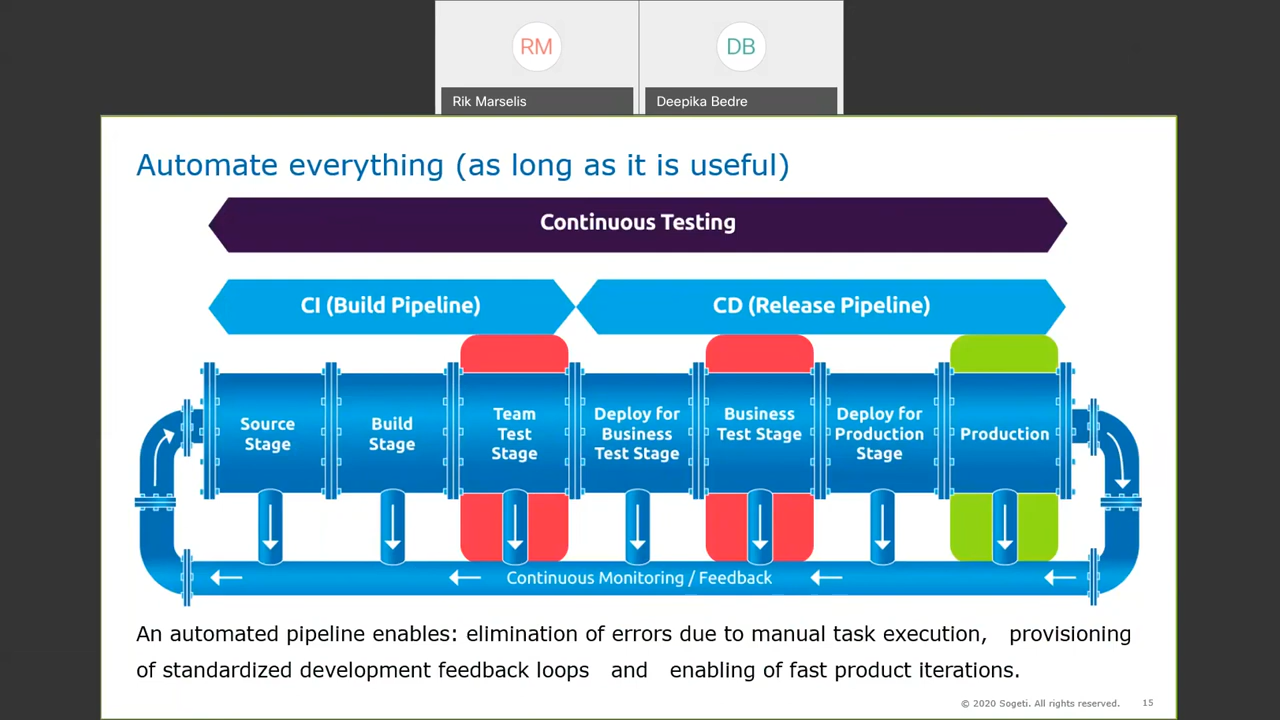 RM
DB
Rik Marselis
Deepika Bedre
Automate everything (as long as it is useful)
Continuous Testing
CI (Build Pipeline)
CD (Release Pipeline)
Source
Stage
Build
Stage
Team
Test
Stage
Deploy for
Business
Test Stage
Business
Test Stage
Deploy for
Production
Stage
Production
Continuous Monitoring / Feedback
An automated pipeline enables: elimination of errors due to manual task execution, provisioning
of standardized development feedback loops and enabling of fast product iterations.
© 2020 Sogeti. All rights reserved. 15